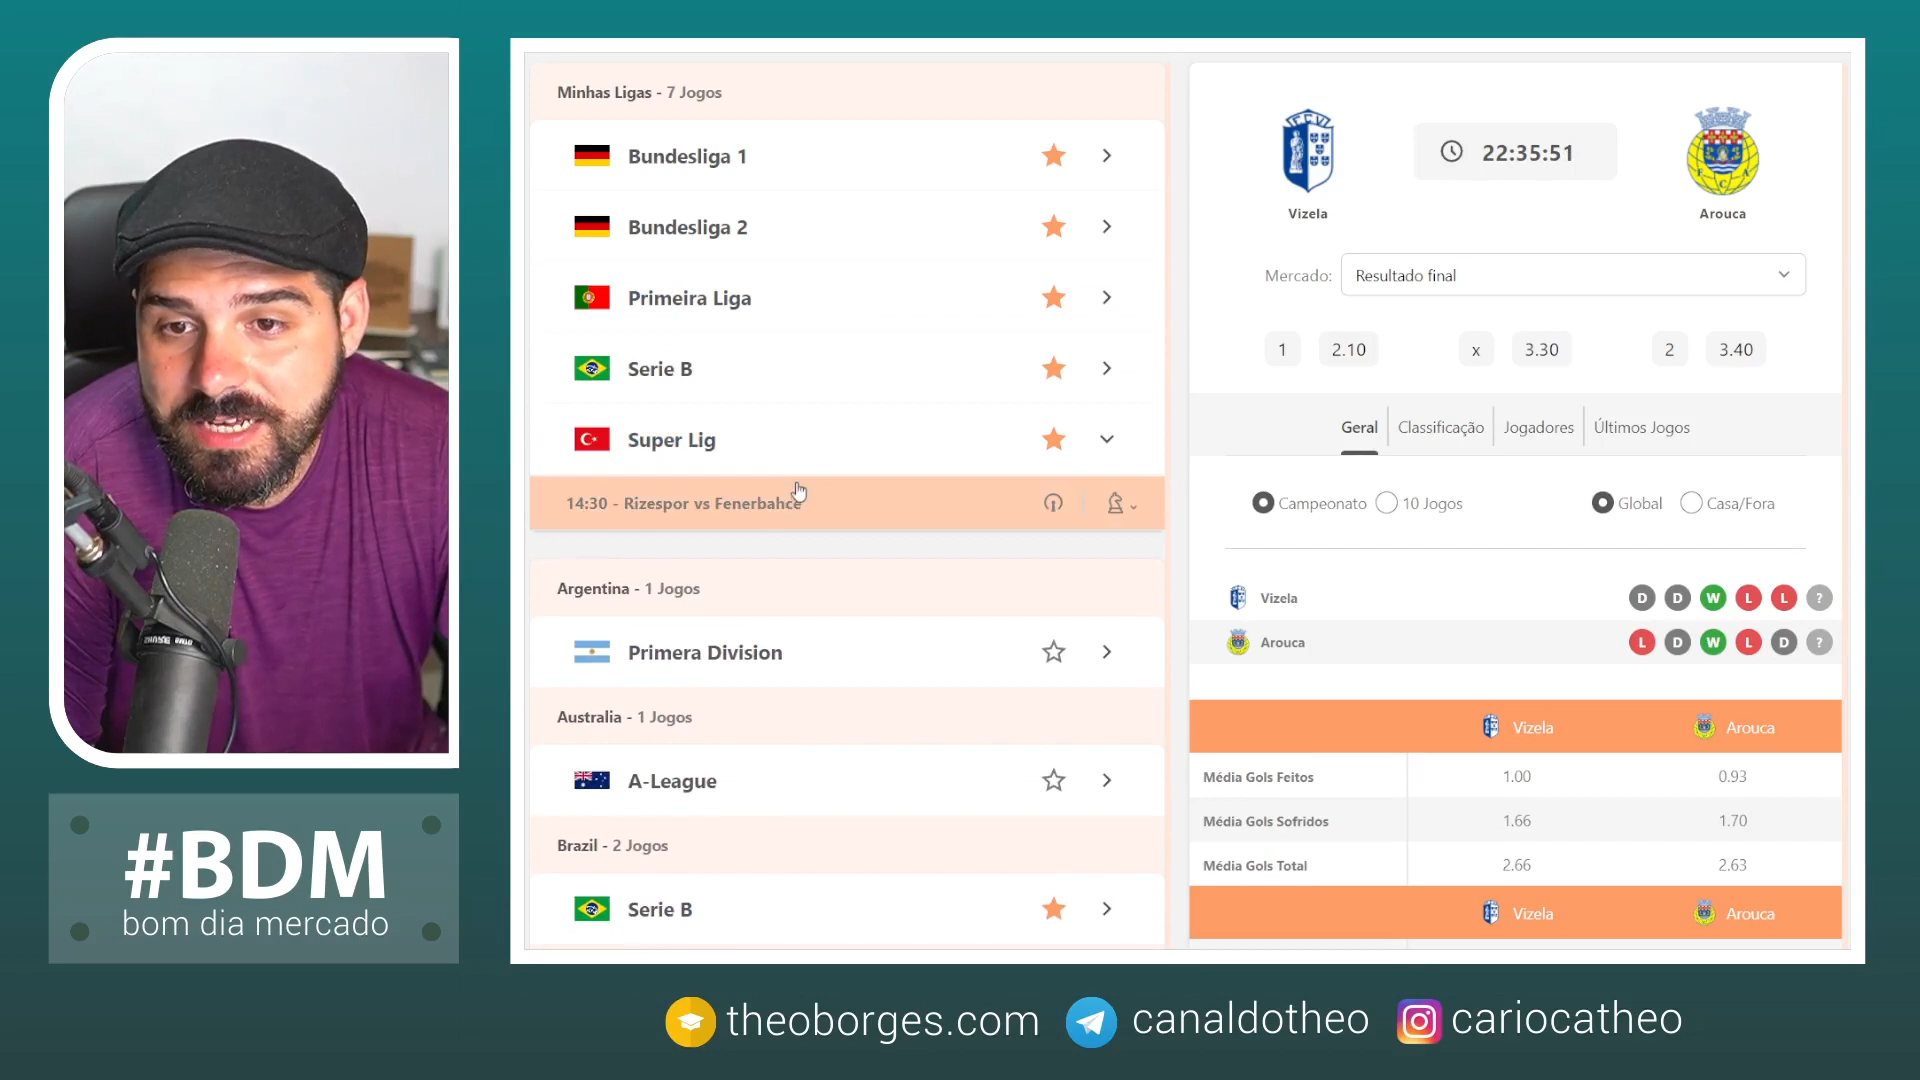 Minhas Ligas - 7 Jogos
Bundesliga 1
Bundesliga 2
Primeira Liga
Serie B
Super Lig
14:30 - Rizespor vs Fenerbahce
Argentina - 1 Jogos
Primera Division
Australia - 1 Jogos
A-League
Brazil - 2 Jogos
Serie B
22:35:51
Vizela
Arouca
Mercado: Resultado final
1 2.10 x 3.30 2 3.40
Geral Classificação Jogadores Últimos Jogos
Campeonato 10 Jogos Global Casa/Fora
Vizela D D W L L ?
Arouca L D W L D ?
Vizela Arouca
Média Gols Feitos 1.00 0.93
Média Gols Sofridos 1.66 1.70
Média Gols Total 2.66 2.63
Vizela Arouca
#BDM
bom dia mercado
theoborges.com canaldotheo cariocatheo